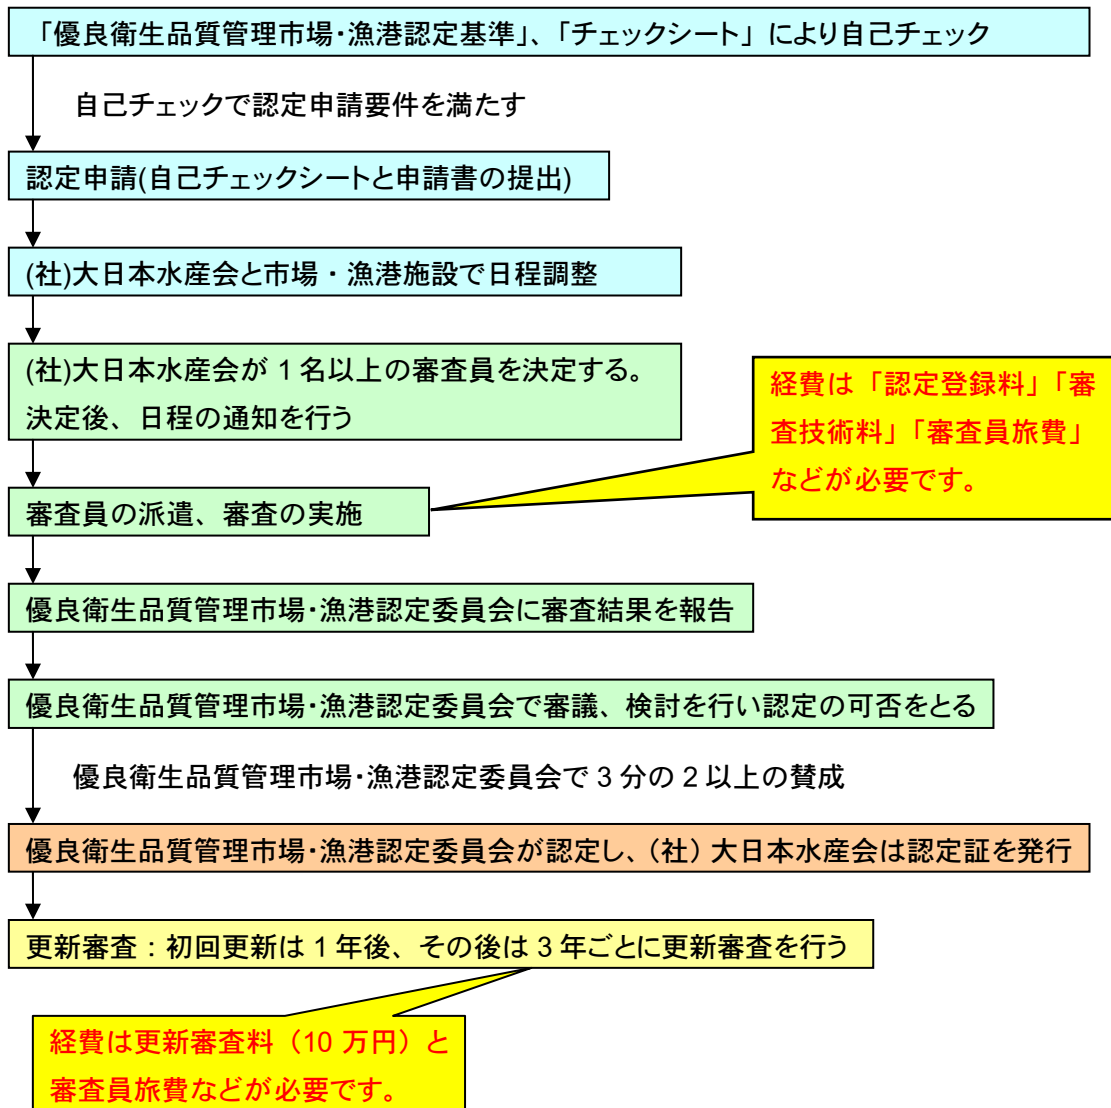 「優良衛生品質管理市場・漁港認定基準」、「チェックシート」により自己チェック
自己チェックで認定申請要件を満たす
認定申請(自己チェックシートと申請書の提出)
(社)大日本水産会と市場・漁港施設で日程調整
(社)大日本水産会が 1 名以上の審査員を決定する。
決定後、日程の通知を行う
経費は「認定登録料」「審
査技術料」「審査員旅費」
などが必要です。
審査員の派遣、審査の実施
優良衛生品質管理市場・漁港認定委員会に審査結果を報告
優良衛生品質管理市場・漁港認定委員会で審議、検討を行い認定の可否をとる
優良衛生品質管理市場・漁港認定委員会で 3 分の 2 以上の賛成
優良衛生品質管理市場・漁港認定委員会が認定し、（社）大日本水産会は認定証を発行
更新審査：初回更新は 1 年後、その後は 3 年ごとに更新審査を行う
経費は更新審査料（10 万円）と
審査員旅費などが必要です。